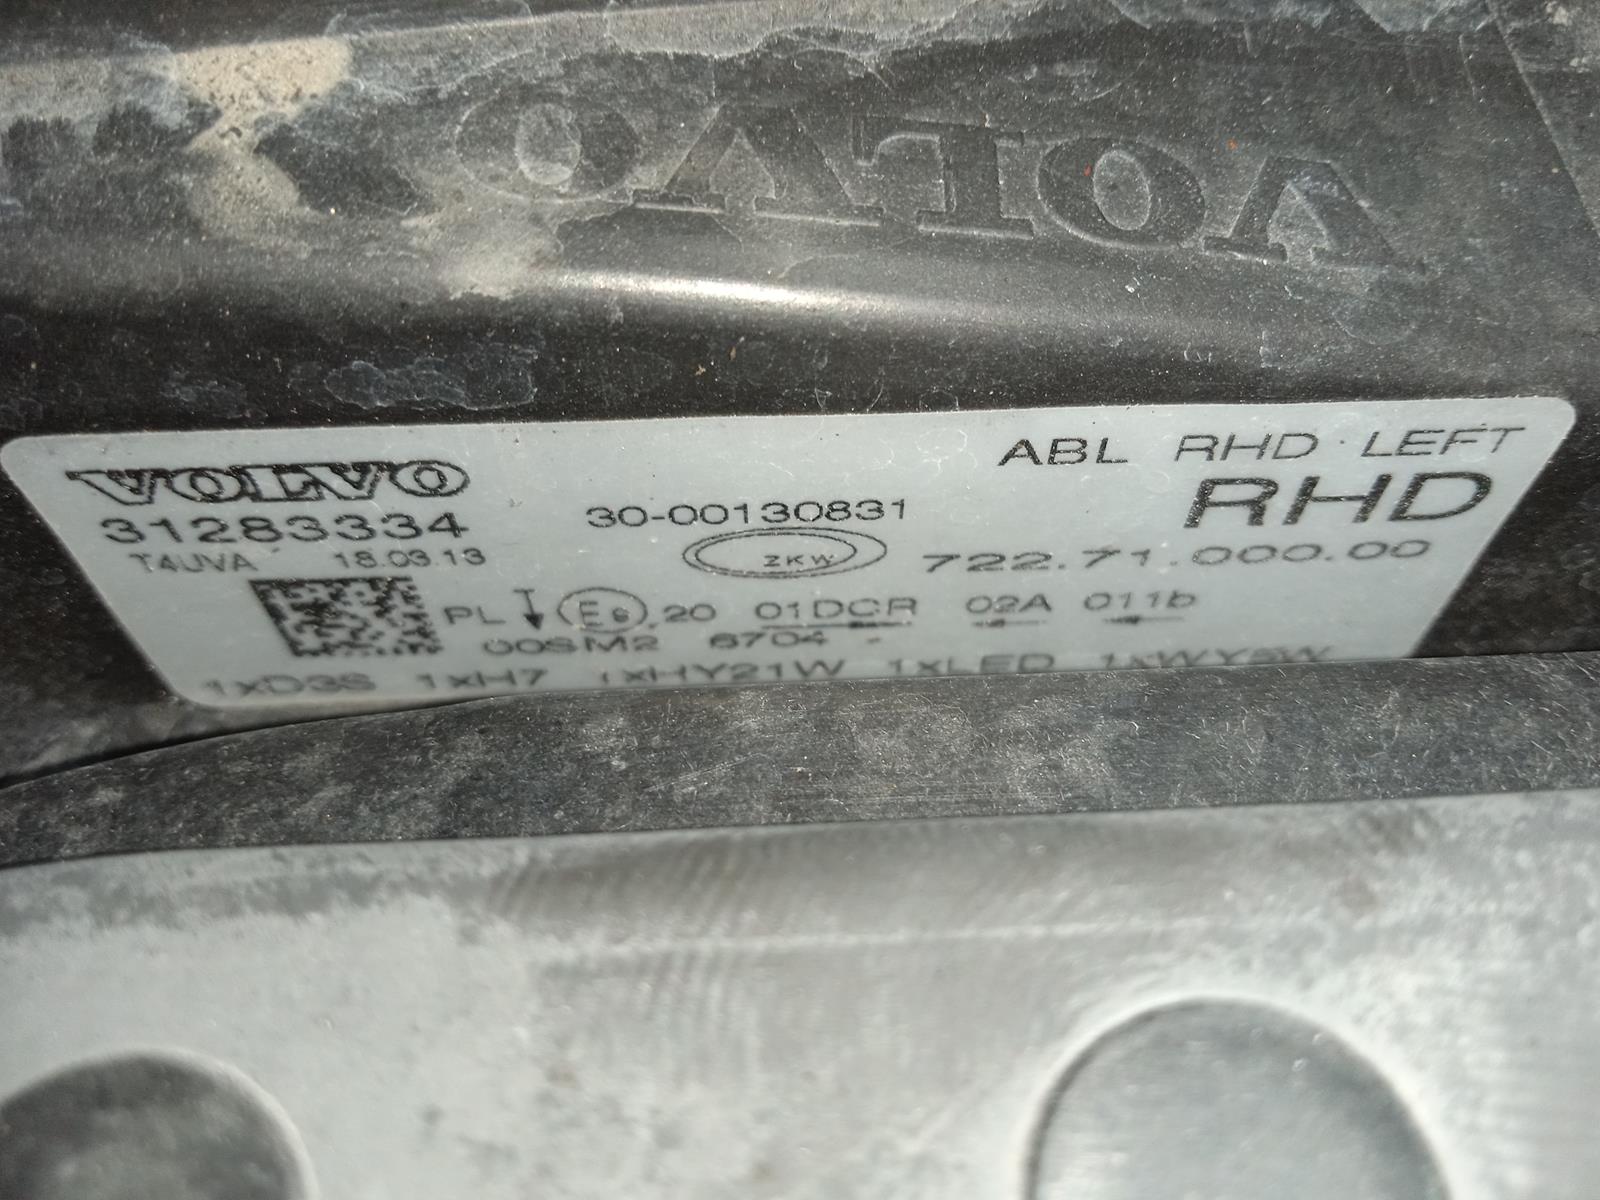 VOLVO
VOLVO
31283334
T4UVA 18.03.13
30-00130831
ZKW
ABL RHD LEFT
RHD
722.71.000.00
PL E6 20 01DCR 02A 011b
00SM2 6704
1xD3S 1xH7 1xHY21W 1xLED 1xWY5W